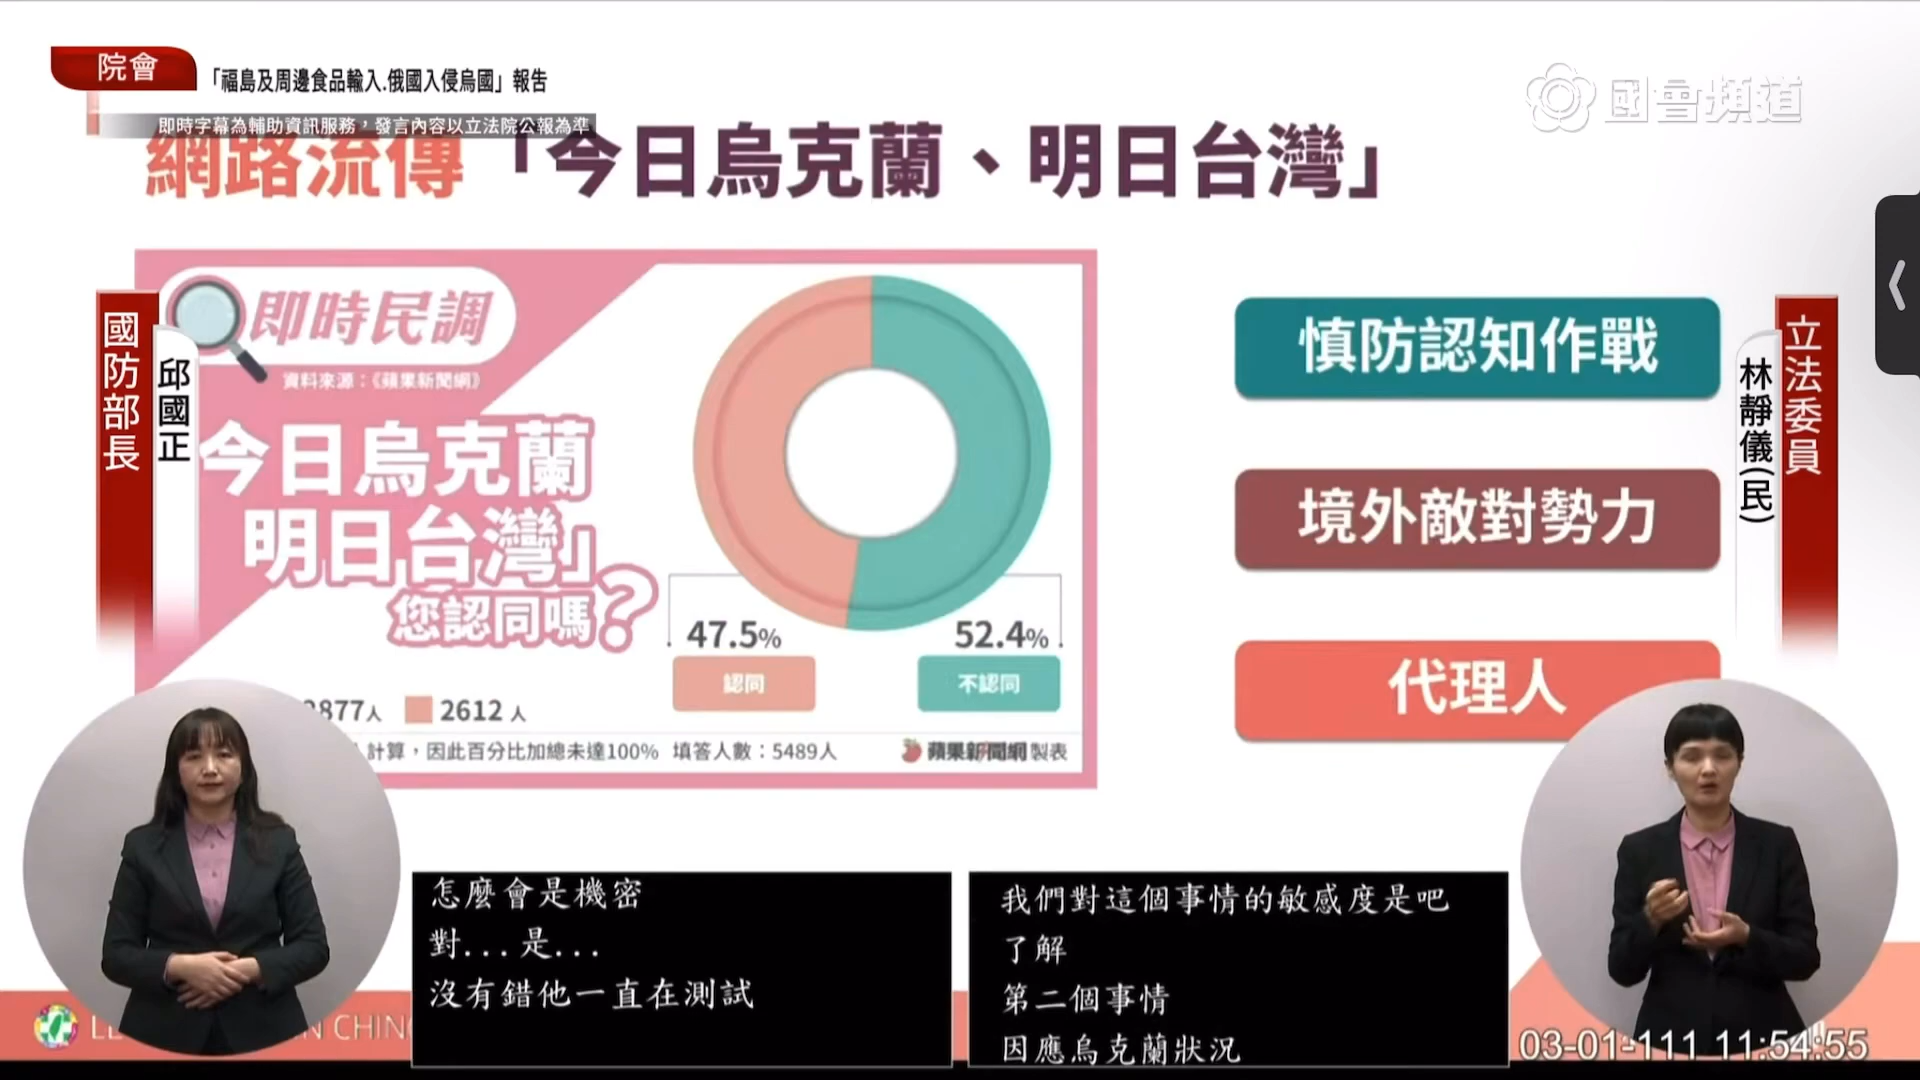 院會
「福島及周邊食品輸入.俄國入侵烏國」報告
即時字幕為輔助資訊服務，發言內容以立法院公報為準
國會頻道
網路流傳「今日烏克蘭、明日台灣」
國防部長
邱國正
即時民調
資料來源：《蘋果新聞網》
今日烏克蘭
明日台灣」
您認同嗎?
47.5%
52.4%
認同
不認同
2877人
2612人
計算，因此百分比加總未達100% 填答人數：5489人
蘋果新聞網 製表
慎防認知作戰
境外敵對勢力
代理人
立法委員
林靜儀(民)
怎麼會是機密
對...是...
沒有錯他一直在測試
我們對這個事情的敏感度是吧
了解
第二個事情
因應烏克蘭狀況
03-01-111 11:54:55